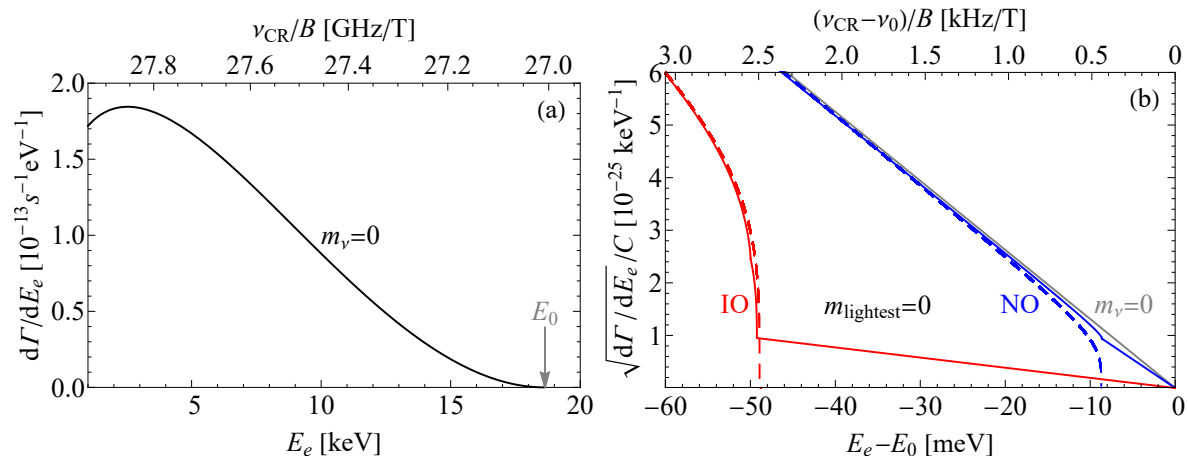 ν_CR/B [GHz/T]
27.8 27.6 27.4 27.2 27.0
2.0
1.5
1.0
0.5
0.0
dΓ/dE_e [10^−13 s^−1 eV^−1]
(a)
m_ν=0
E_0
5 10 15 20
E_e [keV]
(ν_CR−ν_0)/B [kHz/T]
3.0 2.5 2.0 1.5 1.0 0.5 0
6
5
4
3
2
1
√dΓ/dE_e/C [10^−25 keV^−1]
(b)
IO
m_lightest=0
NO
m_ν=0
−60 −50 −40 −30 −20 −10 0
E_e−E_0 [meV]